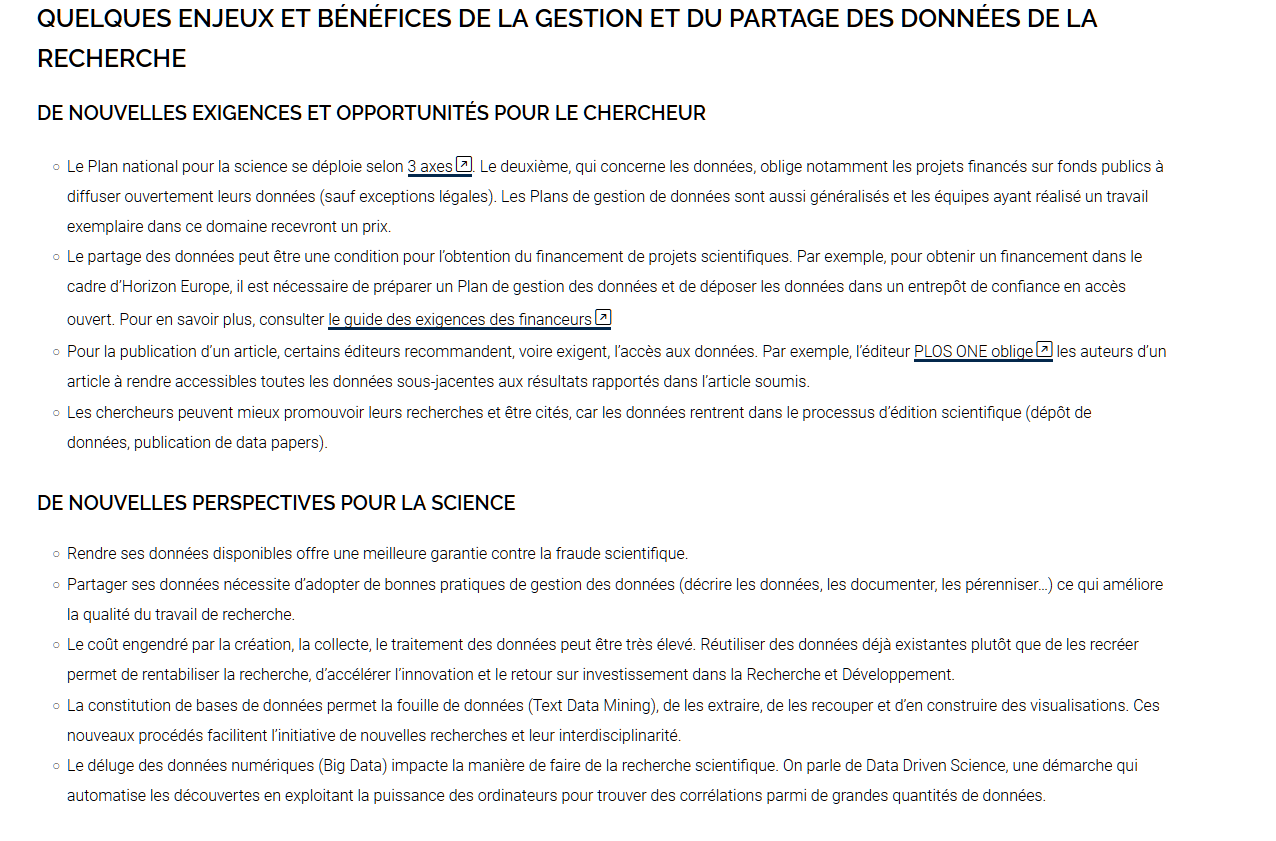 QUELQUES ENJEUX ET BÉNÉFICES DE LA GESTION ET DU PARTAGE DES DONNÉES DE LA
RECHERCHE
DE NOUVELLES EXIGENCES ET OPPORTUNITÉS POUR LE CHERCHEUR
○ Le Plan national pour la science se déploie selon 3 axes. Le deuxième, qui concerne les données, oblige notamment les projets financés sur fonds publics à
diffuser ouvertement leurs données (sauf exceptions légales). Les Plans de gestion de données sont aussi généralisés et les équipes ayant réalisé un travail
exemplaire dans ce domaine recevront un prix.
○ Le partage des données peut être une condition pour l’obtention du financement de projets scientifiques. Par exemple, pour obtenir un financement dans le
cadre d’Horizon Europe, il est nécessaire de préparer un Plan de gestion des données et de déposer les données dans un entrepôt de confiance en accès
ouvert. Pour en savoir plus, consulter le guide des exigences des financeurs
○ Pour la publication d’un article, certains éditeurs recommandent, voire exigent, l’accès aux données. Par exemple, l’éditeur PLOS ONE oblige les auteurs d’un
article à rendre accessibles toutes les données sous-jacentes aux résultats rapportés dans l’article soumis.
○ Les chercheurs peuvent mieux promouvoir leurs recherches et être cités, car les données rentrent dans le processus d’édition scientifique (dépôt de
données, publication de data papers).
DE NOUVELLES PERSPECTIVES POUR LA SCIENCE
○ Rendre ses données disponibles offre une meilleure garantie contre la fraude scientifique.
○ Partager ses données nécessite d’adopter de bonnes pratiques de gestion des données (décrire les données, les documenter, les pérenniser…) ce qui améliore
la qualité du travail de recherche.
○ Le coût engendré par la création, la collecte, le traitement des données peut être très élevé. Réutiliser des données déjà existantes plutôt que de les recréer
permet de rentabiliser la recherche, d’accélérer l’innovation et le retour sur investissement dans la Recherche et Développement.
○ La constitution de bases de données permet la fouille de données (Text Data Mining), de les extraire, de les recouper et d’en construire des visualisations. Ces
nouveaux procédés facilitent l’initiative de nouvelles recherches et leur interdisciplinarité.
○ Le déluge des données numériques (Big Data) impacte la manière de faire de la recherche scientifique. On parle de Data Driven Science, une démarche qui
automatise les découvertes en exploitant la puissance des ordinateurs pour trouver des corrélations parmi de grandes quantités de données.